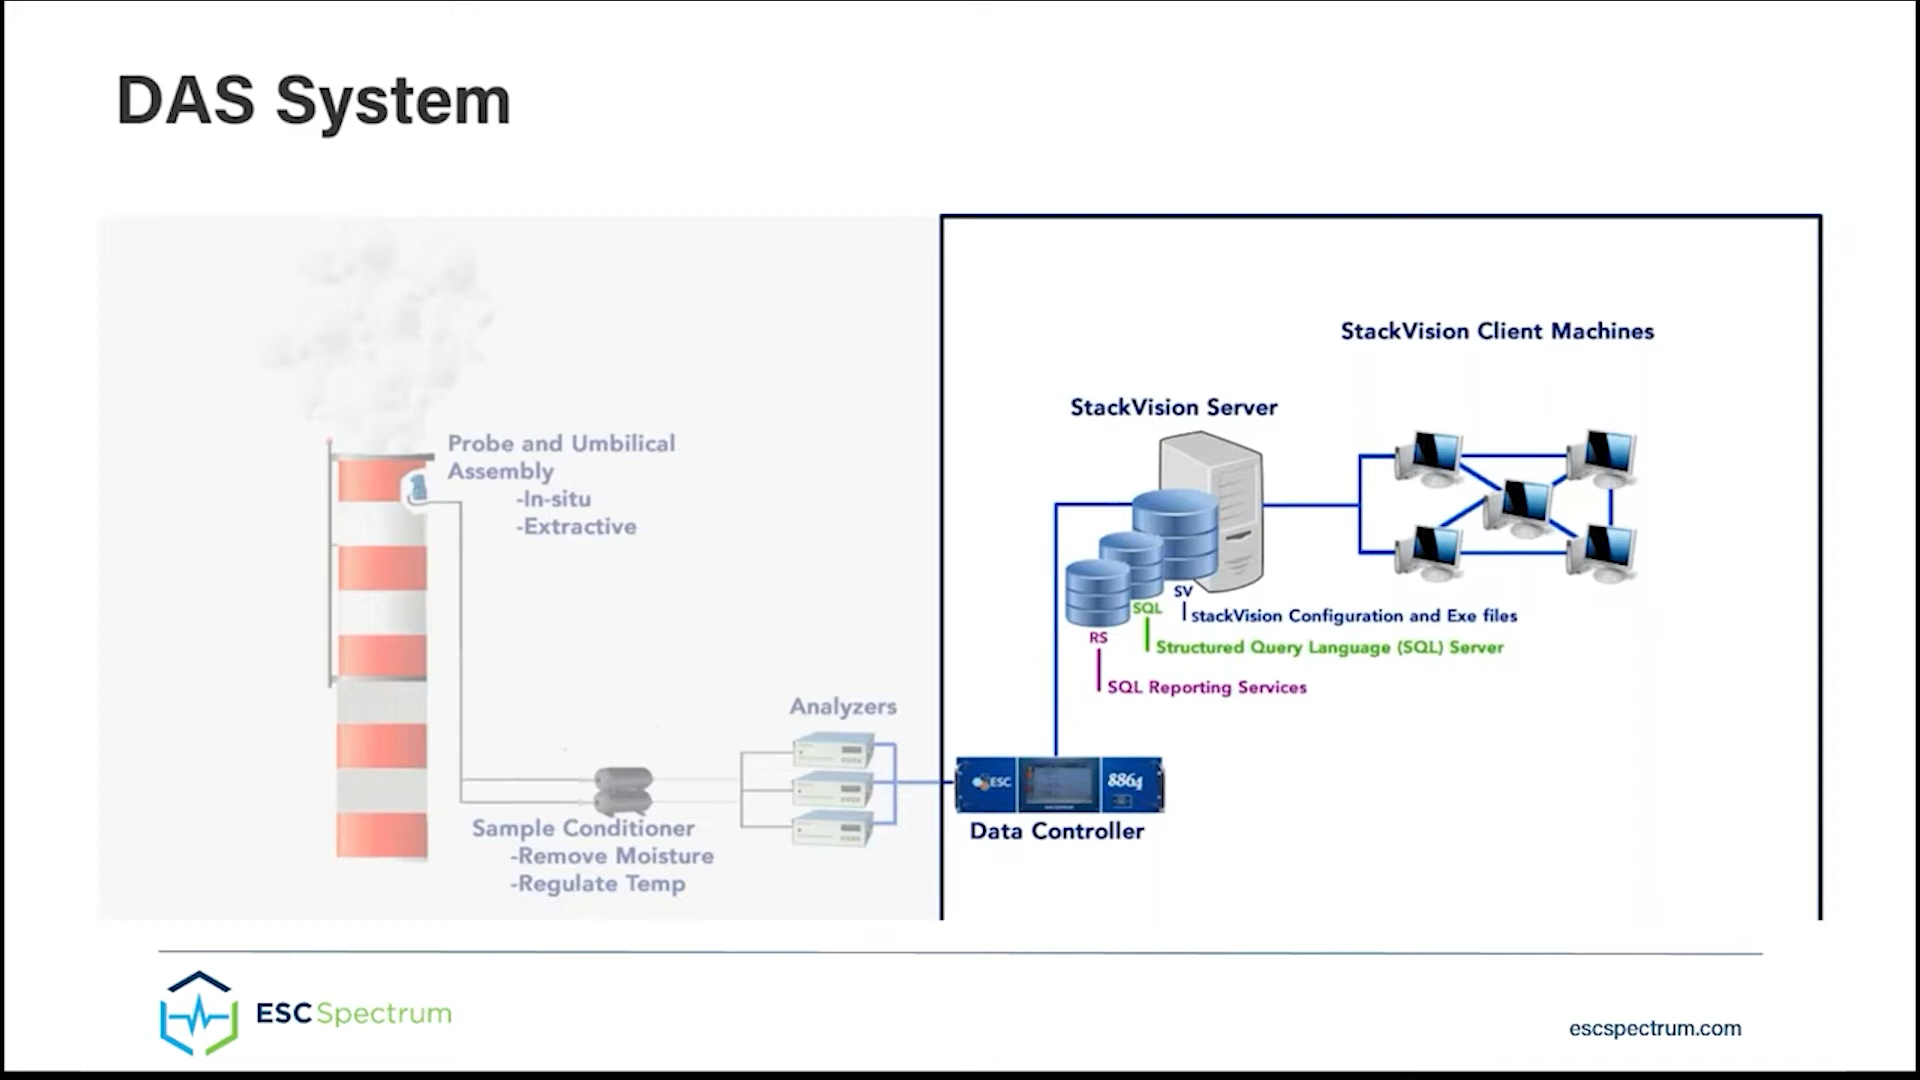 DAS System
StackVision Client Machines
StackVision Server
Probe and Umbilical
Assembly
-In-situ
-Extractive
SV
StackVision Configuration and Exe files
SQL
Structured Query Language (SQL) Server
RS
SQL Reporting Services
Analyzers
ESC
8864
Data Controller
Sample Conditioner
-Remove Moisture
-Regulate Temp
ESC Spectrum
escspectrum.com